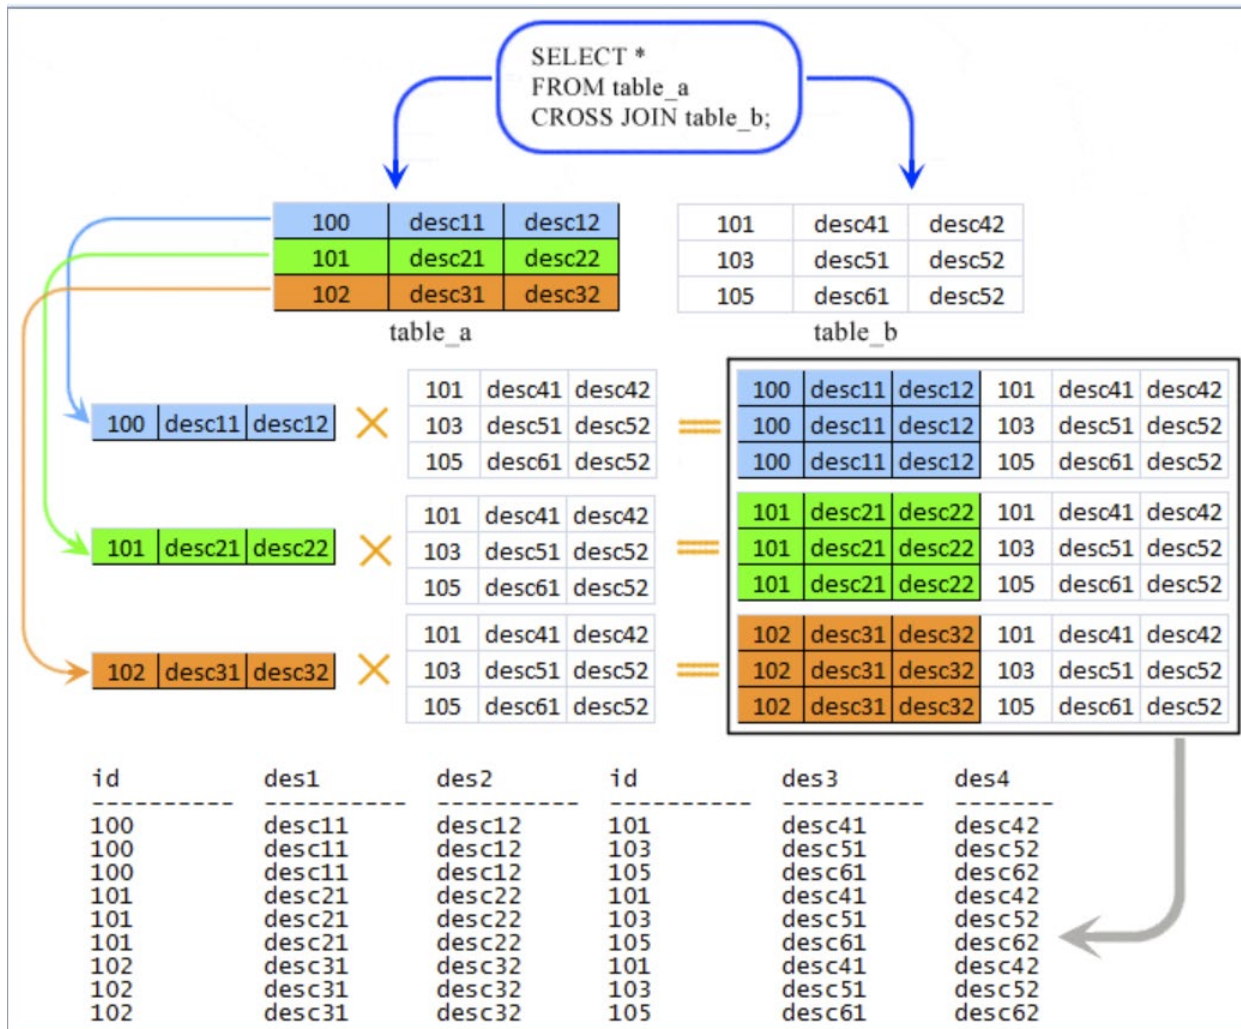 SELECT *
FROM table_a
CROSS JOIN table_b;
100 desc11 desc12
101 desc21 desc22
102 desc31 desc32
table_a
101 desc41 desc42
103 desc51 desc52
105 desc61 desc52
table_b
100 desc11 desc12
×
101 desc41 desc42
103 desc51 desc52
105 desc61 desc52
=
100 desc11 desc12 101 desc41 desc42
100 desc11 desc12 103 desc51 desc52
100 desc11 desc12 105 desc61 desc52
101 desc21 desc22
×
101 desc41 desc42
103 desc51 desc52
105 desc61 desc52
=
101 desc21 desc22 101 desc41 desc42
101 desc21 desc22 103 desc51 desc52
101 desc21 desc22 105 desc61 desc52
102 desc31 desc32
×
101 desc41 desc42
103 desc51 desc52
105 desc61 desc52
=
102 desc31 desc32 101 desc41 desc42
102 desc31 desc32 103 desc51 desc52
102 desc31 desc32 105 desc61 desc52
id des1 des2 id des3 des4
---------- ---------- ---------- ---------- ---------- -------
100 desc11 desc12 101 desc41 desc42
100 desc11 desc12 103 desc51 desc52
100 desc11 desc12 105 desc61 desc62
101 desc21 desc22 101 desc41 desc42
101 desc21 desc22 103 desc51 desc52
101 desc21 desc22 105 desc61 desc62
102 desc31 desc32 101 desc41 desc42
102 desc31 desc32 103 desc51 desc52
102 desc31 desc32 105 desc61 desc62